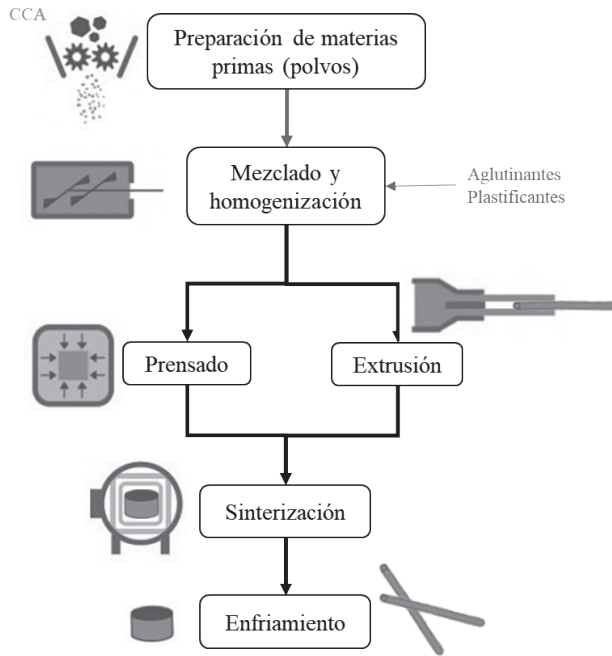 CCA
Preparación de materias
primas (polvos)
Mezclado y
homogenización
Aglutinantes
Plastificantes
Prensado
Extrusión
Sinterización
Enfriamiento